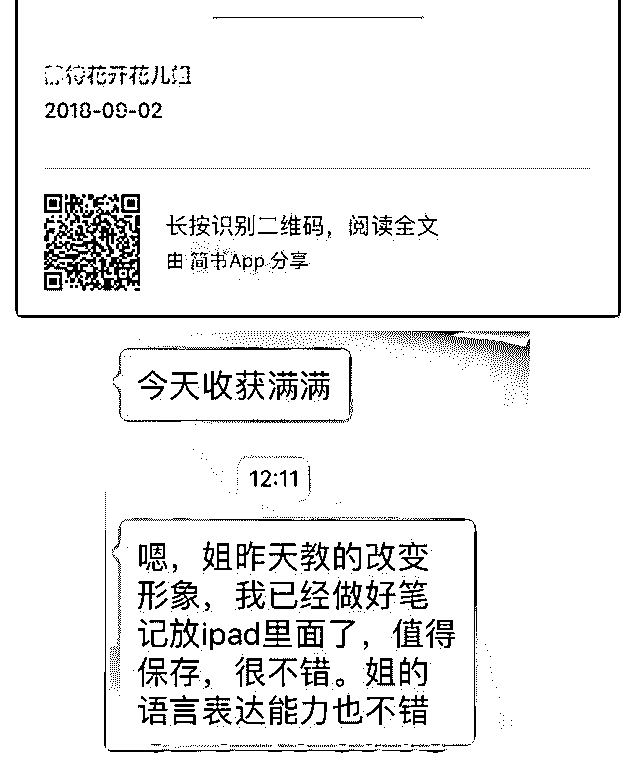 花开花儿
2018-09-02
长按识别二维码，阅读全文
由 简书App 分享
今天收获满满
12:11
嗯，姐昨天教的改变
形象，我已经做好笔
记放ipad里面了，值得
保存，很不错。姐的
语言表达能力也不错